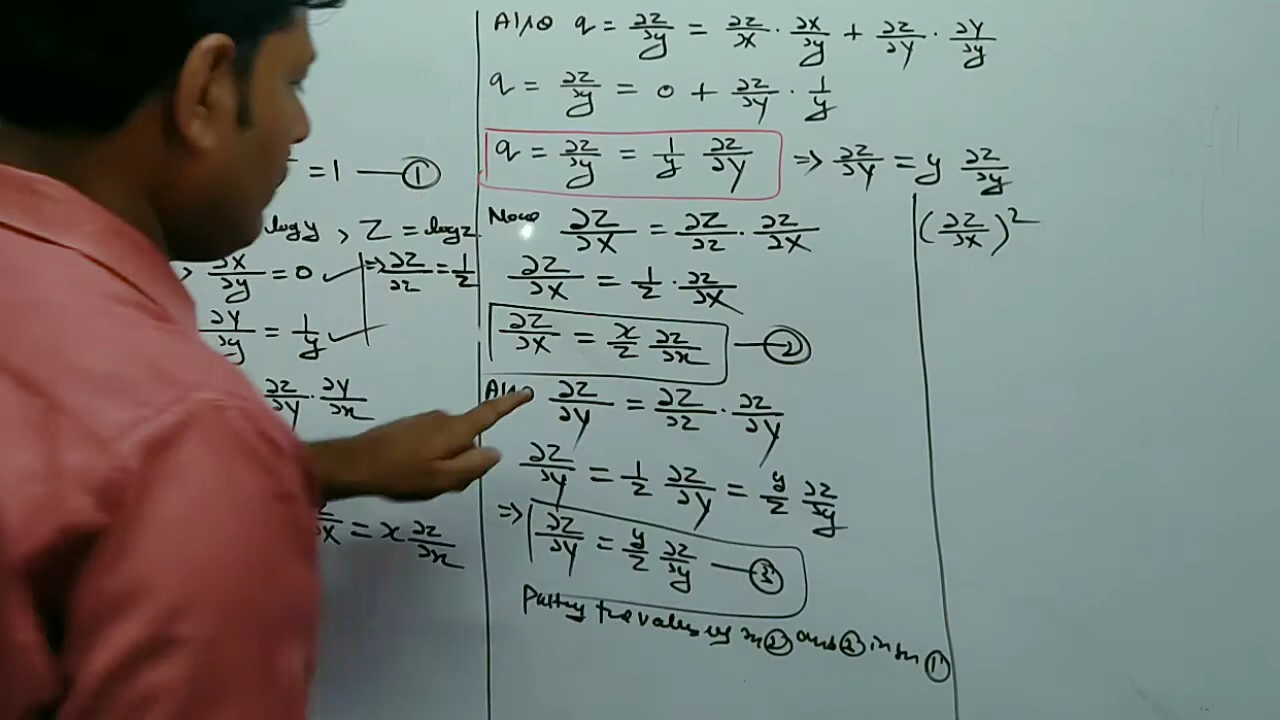 = 1 — ①
log y , Z = log z
∂X/∂y = 0 ✓ ⇒ ∂Z/∂z = 1/z
∂Y/∂y = 1/y ✓
∂z/∂Y · ∂Y/∂x
∂X = x ∂z/∂x
Also q = ∂z/∂y = ∂z/∂X · ∂X/∂y + ∂z/∂Y · ∂Y/∂y
q = ∂z/∂y = 0 + ∂z/∂Y · 1/y
q = ∂z/∂y = 1/y ∂z/∂Y ⇒ ∂z/∂Y = y ∂z/∂y
Now ∂Z/∂X = ∂Z/∂z · ∂z/∂X
∂Z/∂X = 1/z · ∂z/∂X
∂Z/∂X = x/z ∂z/∂x — ②
Also ∂Z/∂Y = ∂Z/∂z · ∂z/∂Y
∂Z/∂Y = 1/z ∂z/∂Y = y/z ∂z/∂y
⇒ ∂Z/∂Y = y/z ∂z/∂y — ③
Putting the values of in ② and ③ in ①
(∂Z/∂X)²